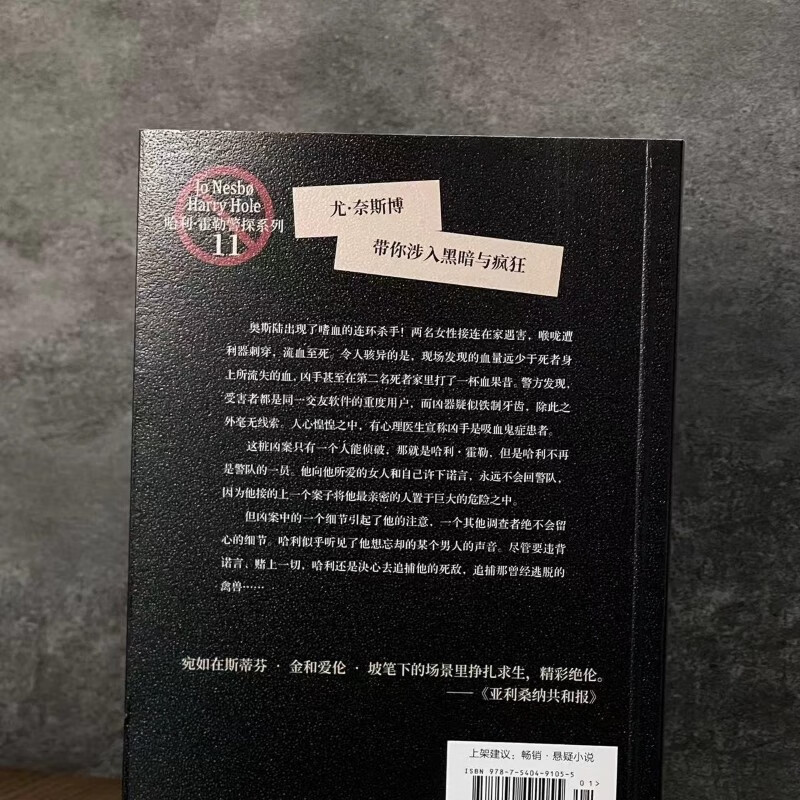 Jo Nesbø
Harry Hole
哈利·霍勒警探系列
11
尤·奈斯博
带你涉入黑暗与疯狂
奥斯陆出现了嗜血的连环杀手！两名女性接连在家遇害，喉咙遭
利器刺穿，流血至死。令人骇异的是，现场发现的血量远少于死者身
上所流失的血，凶手甚至在第二名死者家里打了一杯血果昔。警方发现，
受害者都是同一交友软件的重度用户，而凶器疑似铁制牙齿，除此之
外毫无线索。人心惶惶之中，有心理医生宣称凶手是吸血鬼症患者。
这桩凶案只有一个人能侦破，那就是哈利·霍勒，但是哈利不再
是警队的一员。他向他所爱的女人和自己许下诺言，永远不会回警队，
因为他接的上一个案子将他最亲密的人置于巨大的危险之中。
但凶案中的一个细节引起了他的注意，一个其他调查者绝不会留
心的细节。哈利似乎听见了他想忘却的某个男人的声音。尽管要违背
诺言、赌上一切，哈利还是决心去追捕他的死敌，追捕那曾经逃脱的
禽兽……
宛如在斯蒂芬·金和爱伦·坡笔下的场景里挣扎求生，精彩绝伦。
——《亚利桑纳共和报》
上架建议：畅销·悬疑小说
ISBN 978-7-5404-9105-5
01>